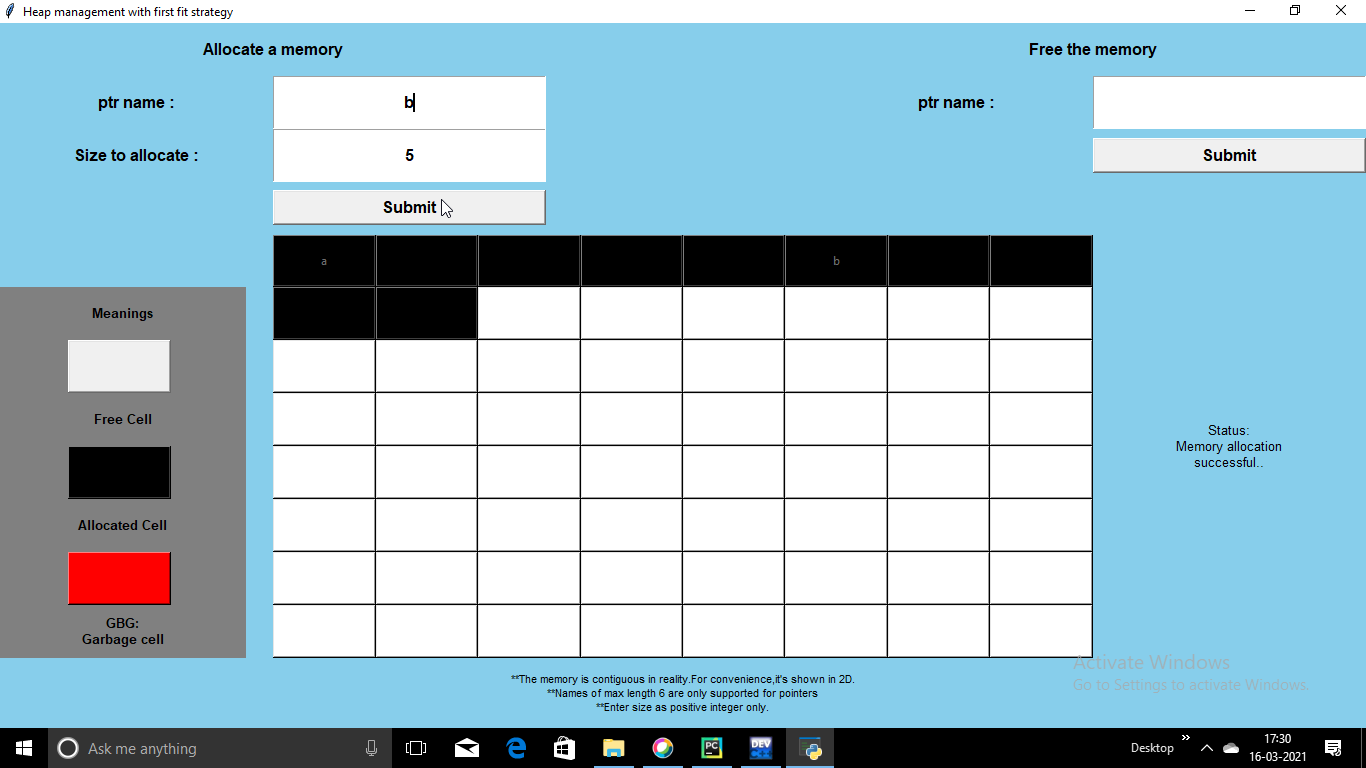 Heap management with first fit strategy
Allocate a memory
Free the memory
ptr name :
b
ptr name :
Size to allocate :
5
Submit
Submit
a
b
Meanings
Free Cell
Allocated Cell
GBG:
Garbage cell
Status:
Memory allocation
successful..
**The memory is contiguous in reality.For convenience,it's shown in 2D.
**Names of max length 6 are only supported for pointers
**Enter size as positive integer only.
Activate Windows
Go to Settings to activate Windows.
Ask me anything
PC
DEV
Desktop
17:30
16-03-2021